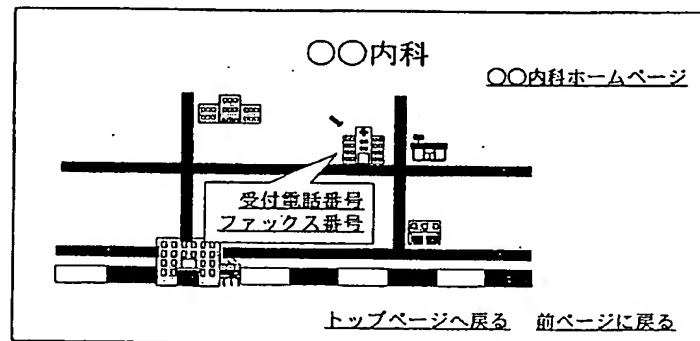 ○○内科
○○内科ホームページ
受付電話番号
ファックス番号
トップページへ戻る 前ページに戻る